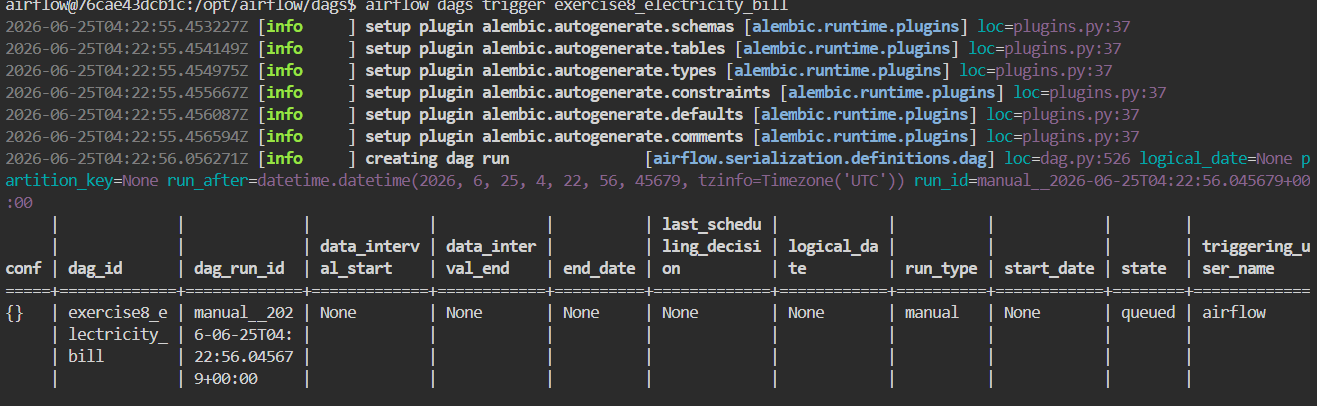 airflow@76cae43dcb1c:/opt/airflow/dags$ airflow dags trigger exercise8_electricity_bill
2026-06-25T04:22:55.453227Z [info     ] setup plugin alembic.autogenerate.schemas [alembic.runtime.plugins] loc=plugins.py:37
2026-06-25T04:22:55.454149Z [info     ] setup plugin alembic.autogenerate.tables [alembic.runtime.plugins] loc=plugins.py:37
2026-06-25T04:22:55.454975Z [info     ] setup plugin alembic.autogenerate.types [alembic.runtime.plugins] loc=plugins.py:37
2026-06-25T04:22:55.455667Z [info     ] setup plugin alembic.autogenerate.constraints [alembic.runtime.plugins] loc=plugins.py:37
2026-06-25T04:22:55.456087Z [info     ] setup plugin alembic.autogenerate.defaults [alembic.runtime.plugins] loc=plugins.py:37
2026-06-25T04:22:55.456594Z [info     ] setup plugin alembic.autogenerate.comments [alembic.runtime.plugins] loc=plugins.py:37
2026-06-25T04:22:56.056271Z [info     ] creating dag run               [airflow.serialization.definitions.dag] loc=dag.py:526 logical_date=None p
artition_key=None run_after=datetime.datetime(2026, 6, 25, 4, 22, 56, 45679, tzinfo=Timezone('UTC')) run_id=manual__2026-06-25T04:22:56.045679+00
:00
     |             |             |             |             |          | last_schedu |            |          |            |        |
     |             |             | data_interv | data_inter |          | ling_decisi | logical_da |          |            |        | triggering_u
conf | dag_id      | dag_run_id  | al_start    | val_end    | end_date | on          | te         | run_type | start_date | state  | ser_name
=====+=============+=============+=============+============+==========+=============+============+==========+============+========+=============
{}   | exercise8_e | manual__202 | None        | None       | None     | None        | None       | manual   | None       | queued | airflow
     | lectricity_ | 6-06-25T04: |             |            |          |             |            |          |            |        |
     | bill        | 22:56.04567 |             |            |          |             |            |          |            |        |
     |             | 9+00:00     |             |            |          |             |            |          |            |        |